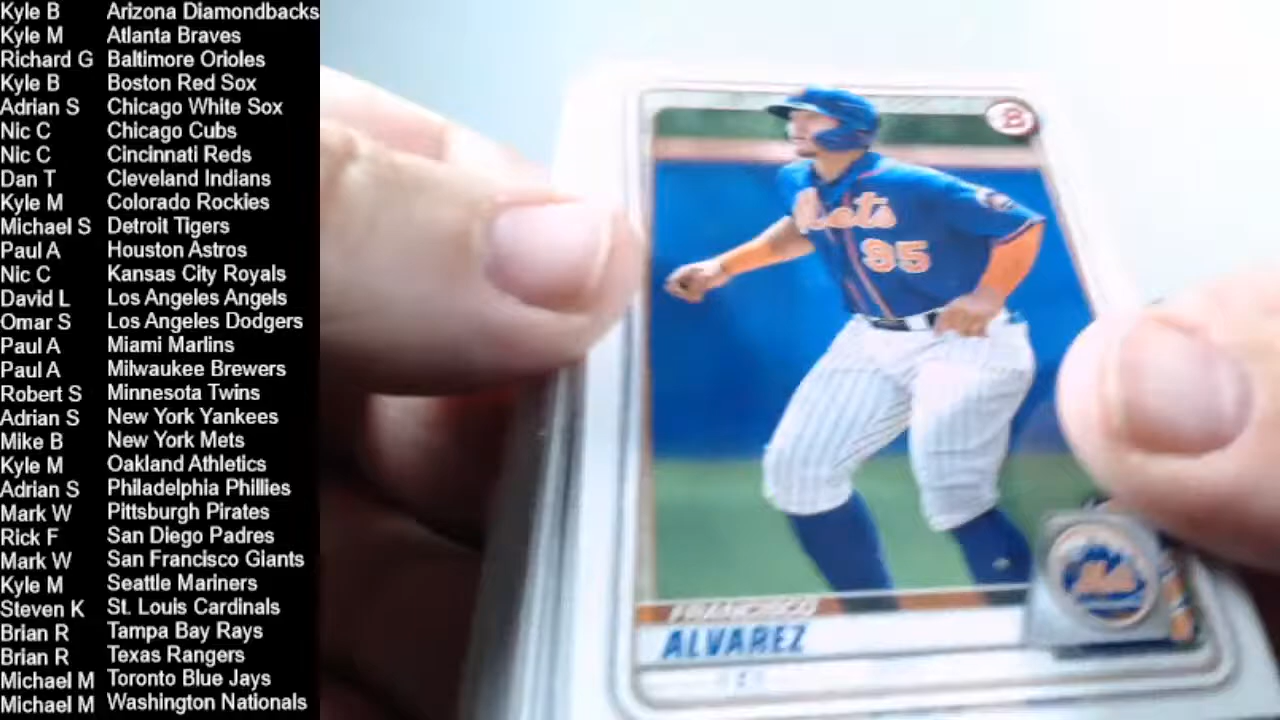 Kyle B Arizona Diamondbacks
Kyle M Atlanta Braves
Richard G Baltimore Orioles
Kyle B Boston Red Sox
Adrian S Chicago White Sox
Nic C Chicago Cubs
Nic C Cincinnati Reds
Dan T Cleveland Indians
Kyle M Colorado Rockies
Michael S Detroit Tigers
Paul A Houston Astros
Nic C Kansas City Royals
David L Los Angeles Angels
Omar S Los Angeles Dodgers
Paul A Miami Marlins
Paul A Milwaukee Brewers
Robert S Minnesota Twins
Adrian S New York Yankees
Mike B New York Mets
Kyle M Oakland Athletics
Adrian S Philadelphia Phillies
Mark W Pittsburgh Pirates
Rick F San Diego Padres
Mark W San Francisco Giants
Kyle M Seattle Mariners
Steven K St. Louis Cardinals
Brian R Tampa Bay Rays
Brian R Texas Rangers
Michael M Toronto Blue Jays
Michael M Washington Nationals
B
Mets
95
Mets
FRANCISCO
ALVAREZ